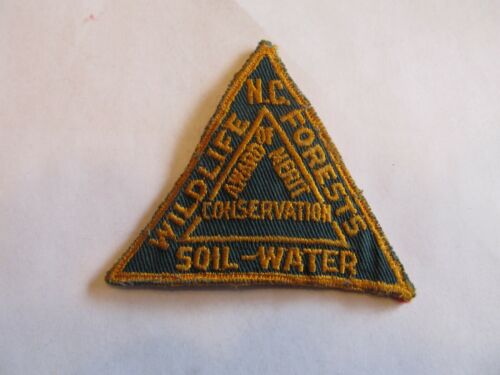 N.C.
WILDLIFE
FORESTS
SOIL-WATER
AWARD OF MERIT
CONSERVATION